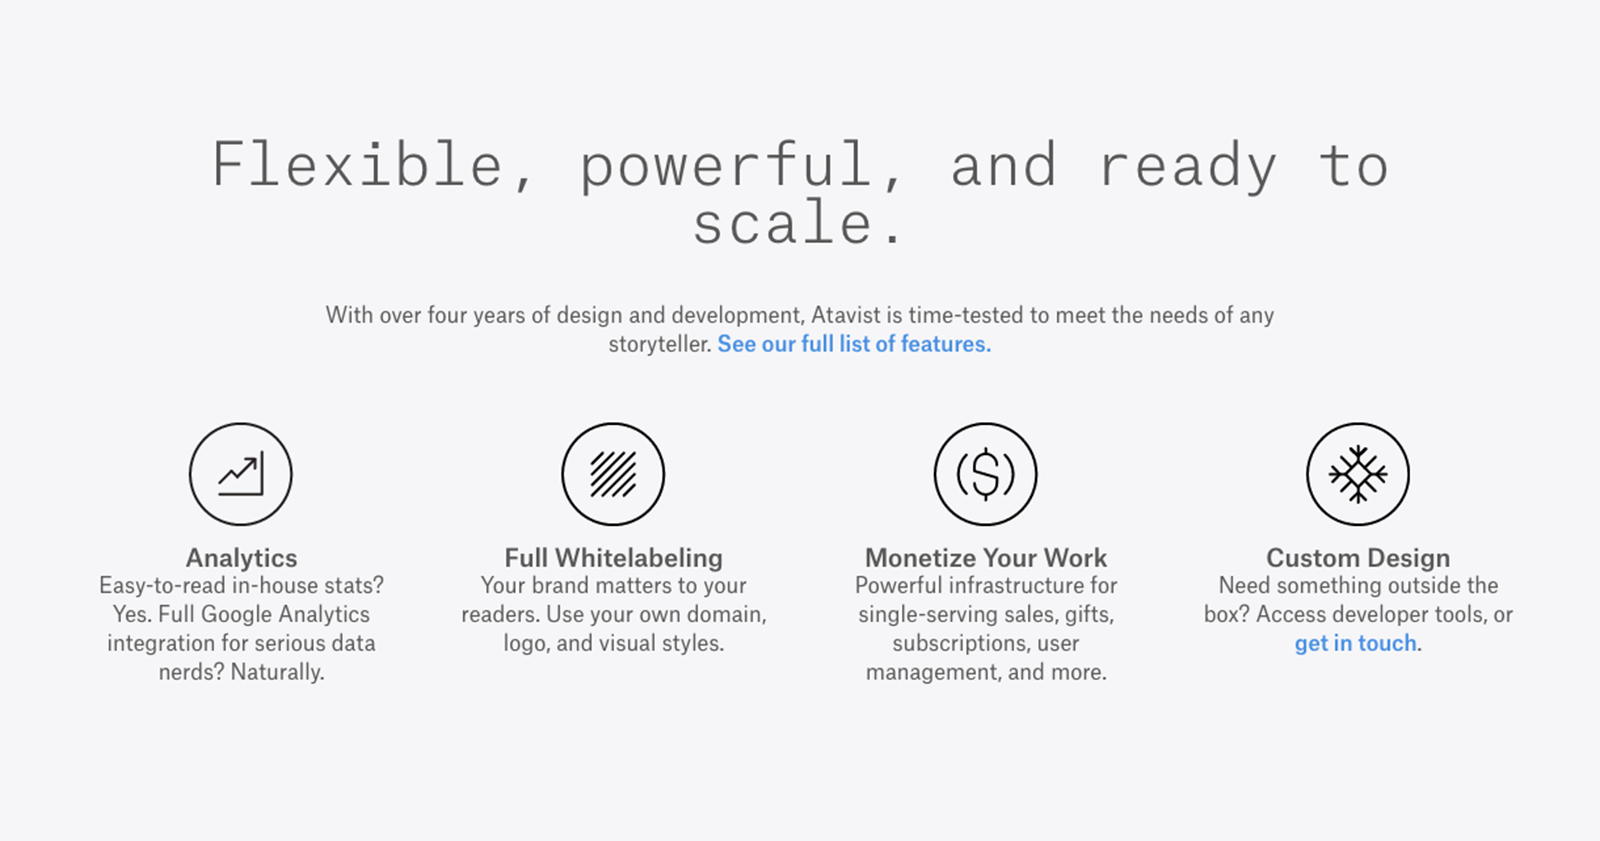 Flexible, powerful, and ready to
scale.
With over four years of design and development, Atavist is time-tested to meet the needs of any
storyteller. See our full list of features.
Analytics
Easy-to-read in-house stats?
Yes. Full Google Analytics
integration for serious data
nerds? Naturally.
Full Whitelabeling
Your brand matters to your
readers. Use your own domain,
logo, and visual styles.
Monetize Your Work
Powerful infrastructure for
single-serving sales, gifts,
subscriptions, user
management, and more.
Custom Design
Need something outside the
box? Access developer tools, or
get in touch.